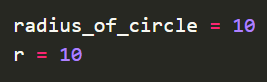 radius_of_circle = 10
r = 10